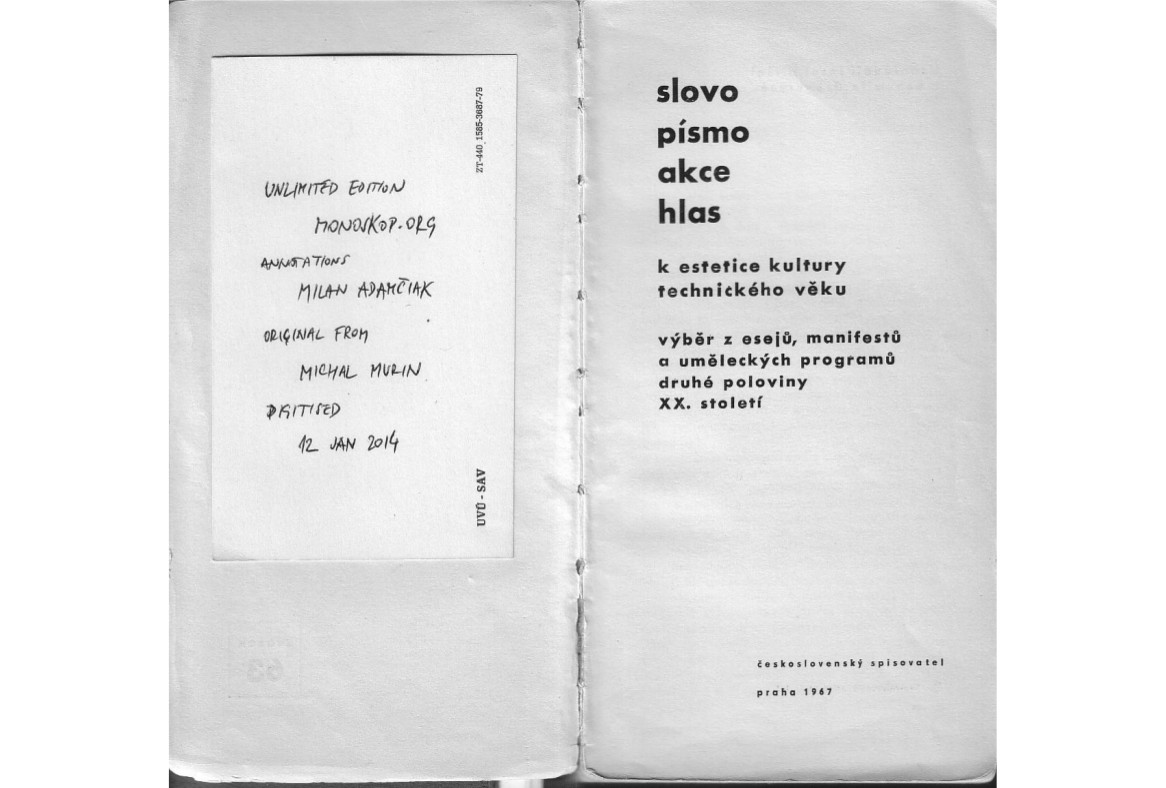 UNLIMITED EDITION
MONOSKOP.ORG
ANNOTATIONS
MILAN ADAMČIAK
ORIGINAL FROM
MICHAL MURIN
DIGITISED
12 JAN 2014
ZT-440 1585-3687-79
UVÚ - SAV
63
slovo
písmo
akce
hlas
k estetice kultury
technického věku
výběr z esejů, manifestů
a uměleckých programů
druhé poloviny
XX. století
československý spisovatel
praha 1967